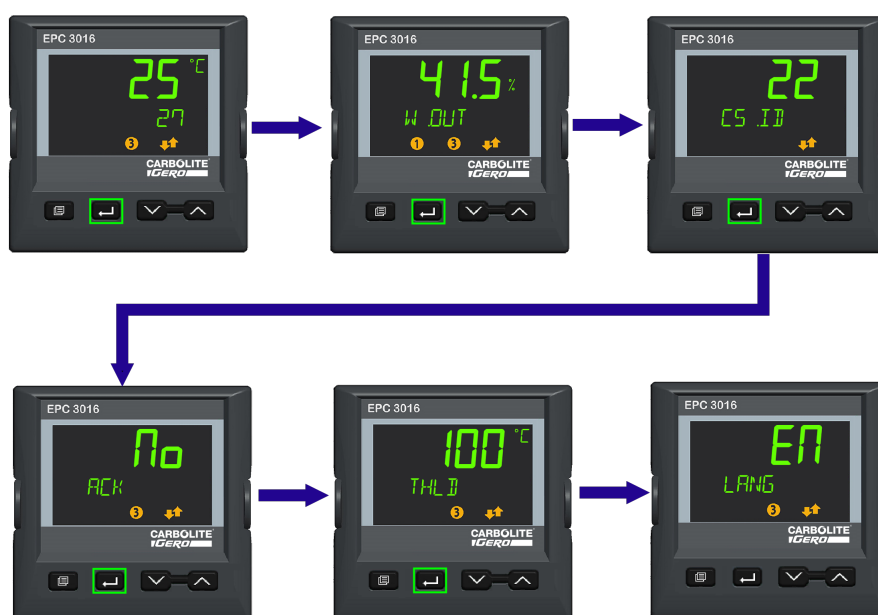 EPC 3016
25 °C
27
3
CARBOLITE
GERO
EPC 3016
41.5 %
W.OUT
1 3
CARBOLITE
GERO
EPC 3016
22
CS.ID
CARBOLITE
GERO
EPC 3016
No
ACK
3
CARBOLITE
GERO
EPC 3016
100 °C
THLD
3
CARBOLITE
GERO
EPC 3016
EN
LANG
3
CARBOLITE
GERO